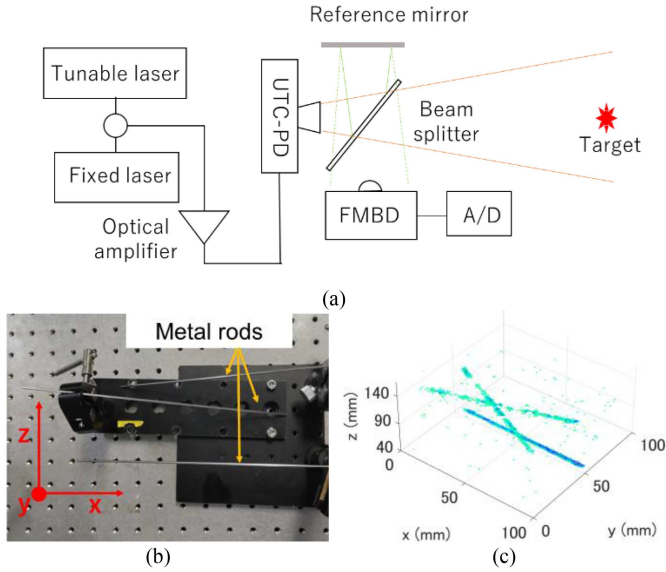 Reference mirror
Tunable laser
Fixed laser
Optical
amplifier
UTC-PD
Beam
splitter
Target
FMBD
A/D
(a)
Metal rods
z
y
x
(b)
z (mm)
140
90
40
0
50
100
x (mm)
0
50
100
y (mm)
(c)